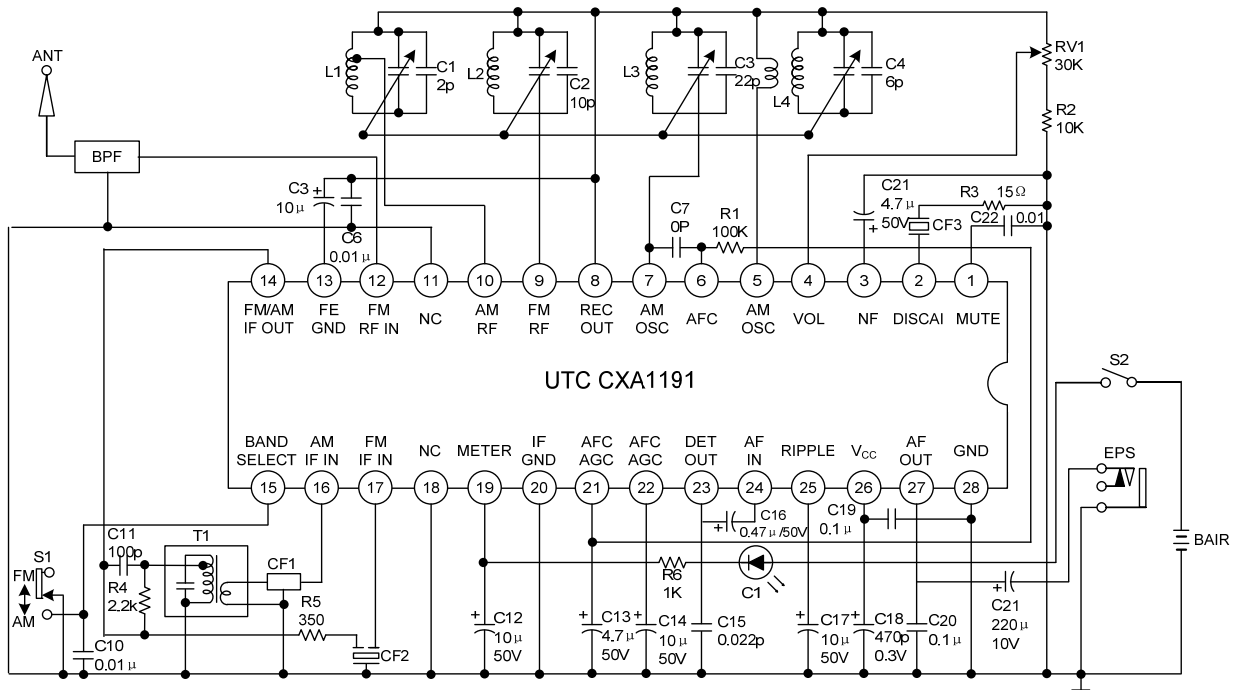 ANT
BPF
L1
C1
2p
L2
C2
10p
L3
C3
22p
L4
C4
6p
RV1
30K
R2
10K
C3 +
10μ
C6
0.01μ
C7
0P
R1
100K
C21
4.7μ
50V
+
CF3
R3 15Ω
C22 0.01
14 13 12 11 10 9 8 7 6 5 4 3 2 1
FM/AM
IF OUT
FE
GND
FM
RF IN
NC
AM
RF
FM
RF
REC
OUT
AM
OSC
AFC
AM
OSC
VOL
NF
DISCAI
MUTE
UTC CXA1191
BAND
SELECT
AM
IF IN
FM
IF IN
NC
METER
IF
GND
AFC
AGC
AFC
AGC
DET
OUT
AF
IN
RIPPLE
VCC
AF
OUT
GND
15 16 17 18 19 20 21 22 23 24 25 26 27 28
S2
EPS
BAIR
C11
100p
T1
CF1
S1
FM
AM
R4
2.2k
R5
350
C10
0.01μ
CF2
+ C16
0.47μ/50V
C19
0.1μ
R6
1K
C1
+ C12
10μ
50V
+ C13
4.7μ
50V
+ C14
10μ
50V
C15
0.022p
+ C17
10μ
50V
+ C18
470p
0.3V
C20
0.1μ
+
C21
220μ
10V